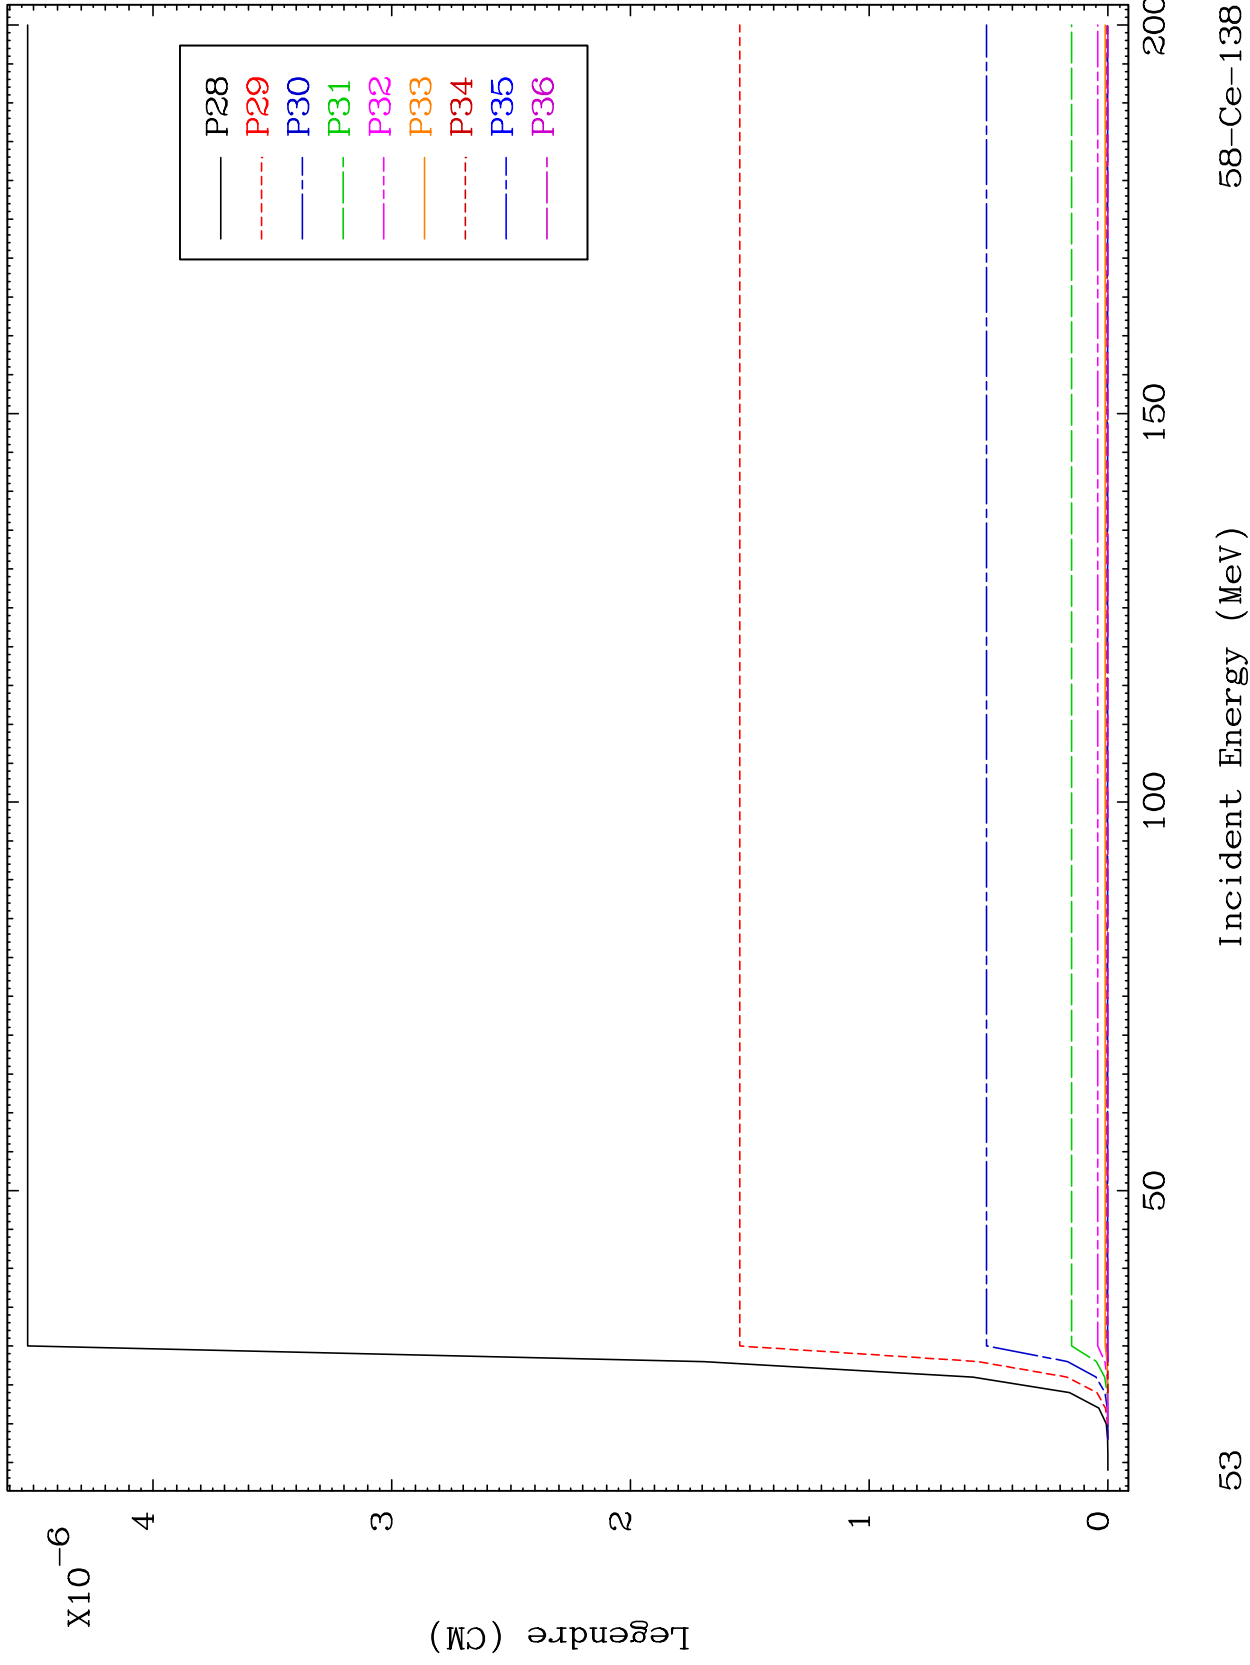 X10-6
4
3
2
1
0
Legendre (CM)
P28
P29
P30
P31
P32
P33
P34
P35
P36
50
100
150
200
53
Incident Energy (MeV)
58-Ce-138